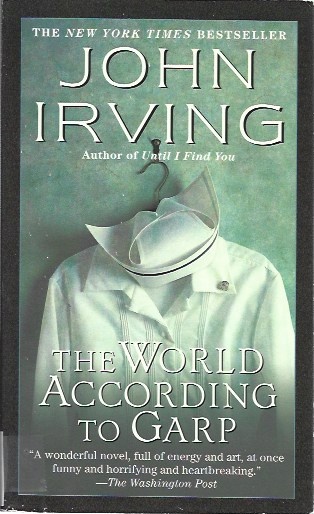 THE NEW YORK TIMES BESTSELLER
JOHN
IRVING
Author of Until I Find You
THE WORLD
ACCORDING
TO GARP
"A wonderful novel, full of energy and art, at once
funny and horrifying and heartbreaking."
—The Washington Post